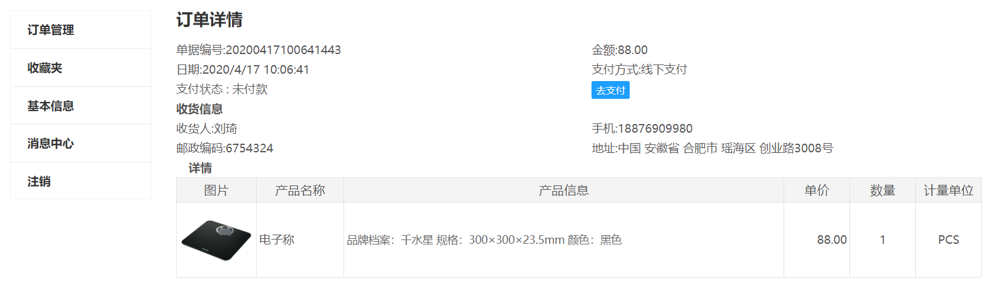 订单管理
收藏夹
基本信息
消息中心
注销
订单详情
单据编号:20200417100641443
金额:88.00
日期:2020/4/17 10:06:41
支付方式:线下支付
支付状态 : 未付款
去支付
收货信息
收货人:刘琦
手机:18876909980
邮政编码:6754324
地址:中国 安徽省 合肥市 瑶海区 创业路3008号
详情
图片 产品名称 产品信息 单价 数量 计量单位
电子称 品牌档案：千水星 规格：300×300×23.5mm 颜色：黑色 88.00 1 PCS